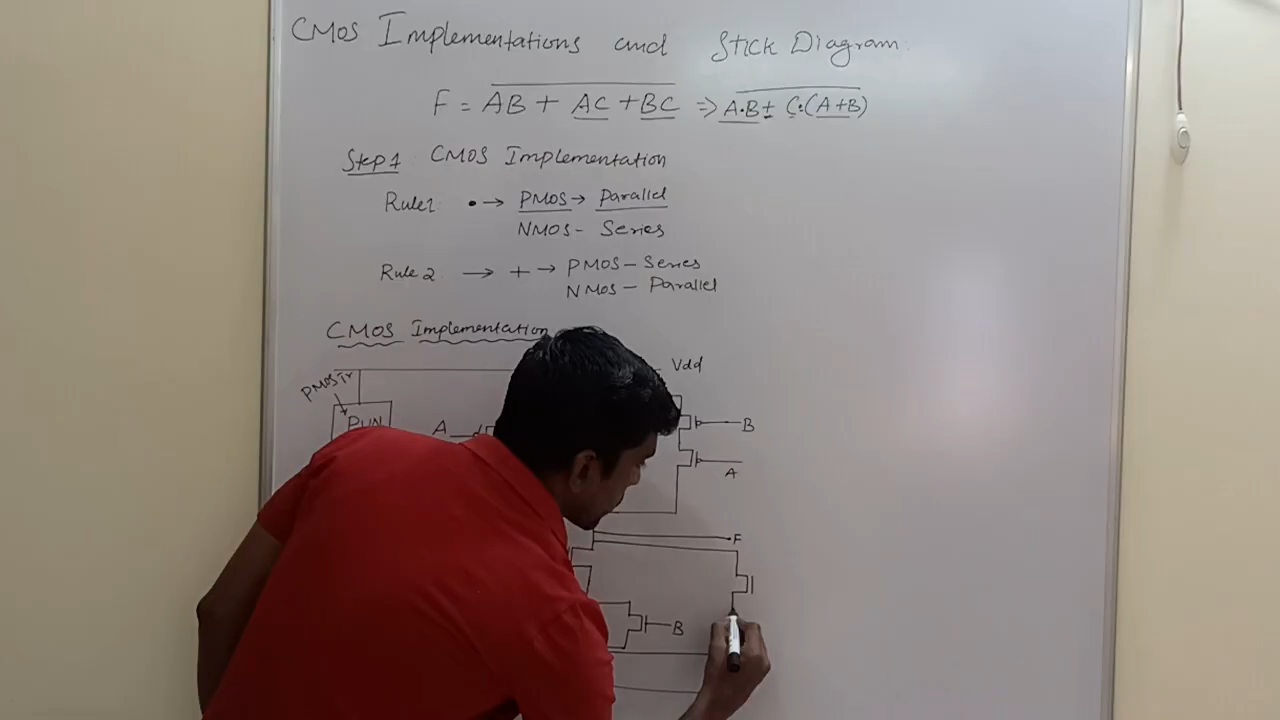 CMOS Implementations and Stick Diagram.
F = AB + AC + BC ⇒ A·B + C·(A+B)
Step 1 CMOS Implementation
Rule 1 • → PMOS → Parallel
NMOS - Series
Rule 2 → + → PMOS - Series
NMOS - Parallel
CMOS Implementation
Vdd
PMOS Tr
PUN
A
B
A
F
B